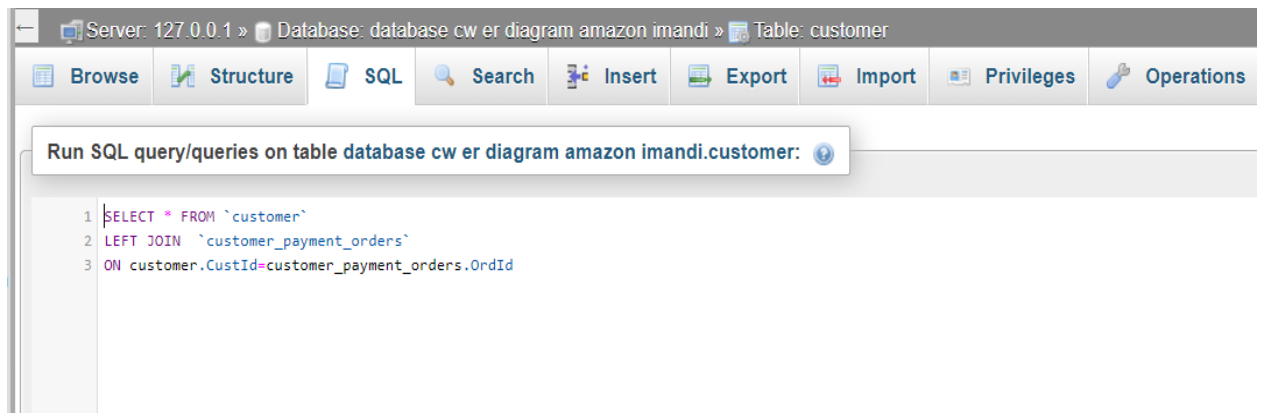 ← Server: 127.0.0.1 » Database: database cw er diagram amazon imandi » Table: customer
Browse Structure SQL Search Insert Export Import Privileges Operations
Run SQL query/queries on table database cw er diagram amazon imandi.customer:
1 SELECT * FROM `customer`
2 LEFT JOIN  `customer_payment_orders`
3 ON customer.CustId=customer_payment_orders.OrdId